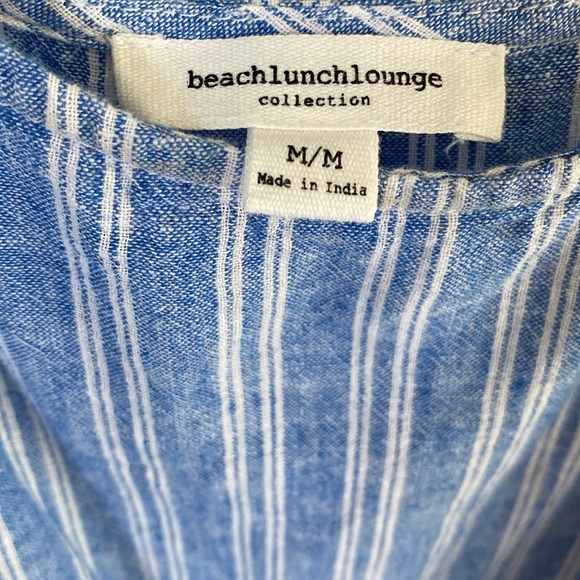 beachlunchlounge
collection
M/M
Made in India